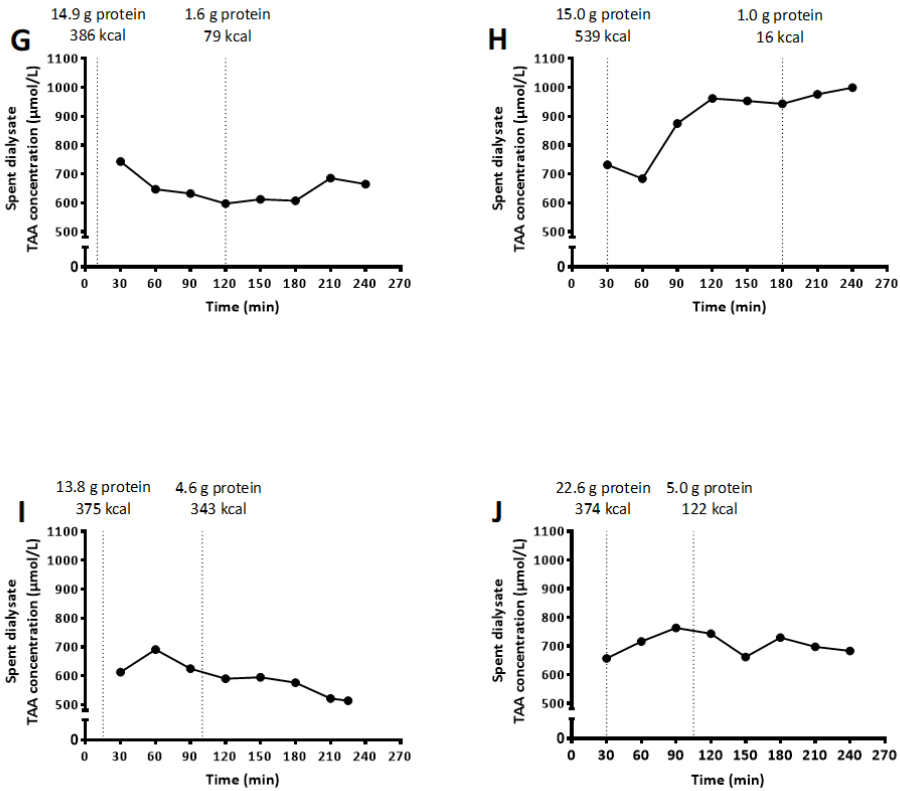 G
14.9 g protein
386 kcal
1.6 g protein
79 kcal
Spent dialysate
TAA concentration (µmol/L)
1100
1000
900
800
700
600
500
0
0 30 60 90 120 150 180 210 240 270
Time (min)
H
15.0 g protein
539 kcal
1.0 g protein
16 kcal
Spent dialysate
TAA concentration (µmol/L)
1100
1000
900
800
700
600
500
0
0 30 60 90 120 150 180 210 240 270
Time (min)
I
13.8 g protein
375 kcal
4.6 g protein
343 kcal
Spent dialysate
TAA concentration (µmol/L)
1100
1000
900
800
700
600
500
0
0 30 60 90 120 150 180 210 240 270
Time (min)
J
22.6 g protein
374 kcal
5.0 g protein
122 kcal
Spent dialysate
TAA concentration (µmol/L)
1100
1000
900
800
700
600
500
0
0 30 60 90 120 150 180 210 240 270
Time (min)